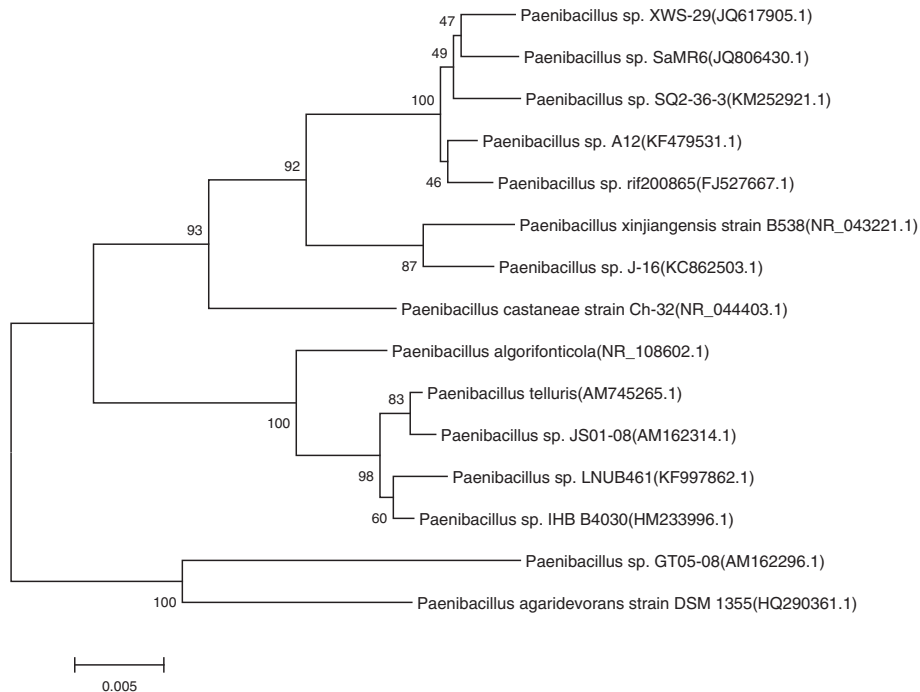 47
Paenibacillus sp. XWS-29(JQ617905.1)
49
Paenibacillus sp. SaMR6(JQ806430.1)
100
Paenibacillus sp. SQ2-36-3(KM252921.1)
Paenibacillus sp. A12(KF479531.1)
92
46
Paenibacillus sp. rif200865(FJ527667.1)
93
Paenibacillus xinjiangensis strain B538(NR_043221.1)
87
Paenibacillus sp. J-16(KC862503.1)
Paenibacillus castaneae strain Ch-32(NR_044403.1)
Paenibacillus algorifonticola(NR_108602.1)
83
Paenibacillus telluris(AM745265.1)
100
Paenibacillus sp. JS01-08(AM162314.1)
98
Paenibacillus sp. LNUB461(KF997862.1)
60
Paenibacillus sp. IHB B4030(HM233996.1)
Paenibacillus sp. GT05-08(AM162296.1)
100
Paenibacillus agaridevorans strain DSM 1355(HQ290361.1)
0.005